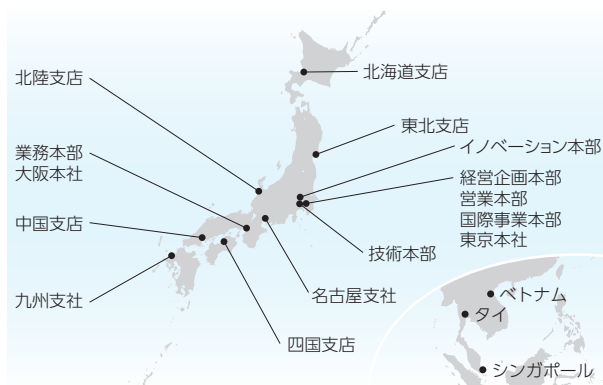 北海道支店
北陸支店
東北支店
イノベーション本部
業務本部
大阪本社
経営企画本部
営業本部
国際事業本部
東京本社
中国支店
技術本部
九州支社
名古屋支社
四国支店
ベトナム
タイ
シンガポール